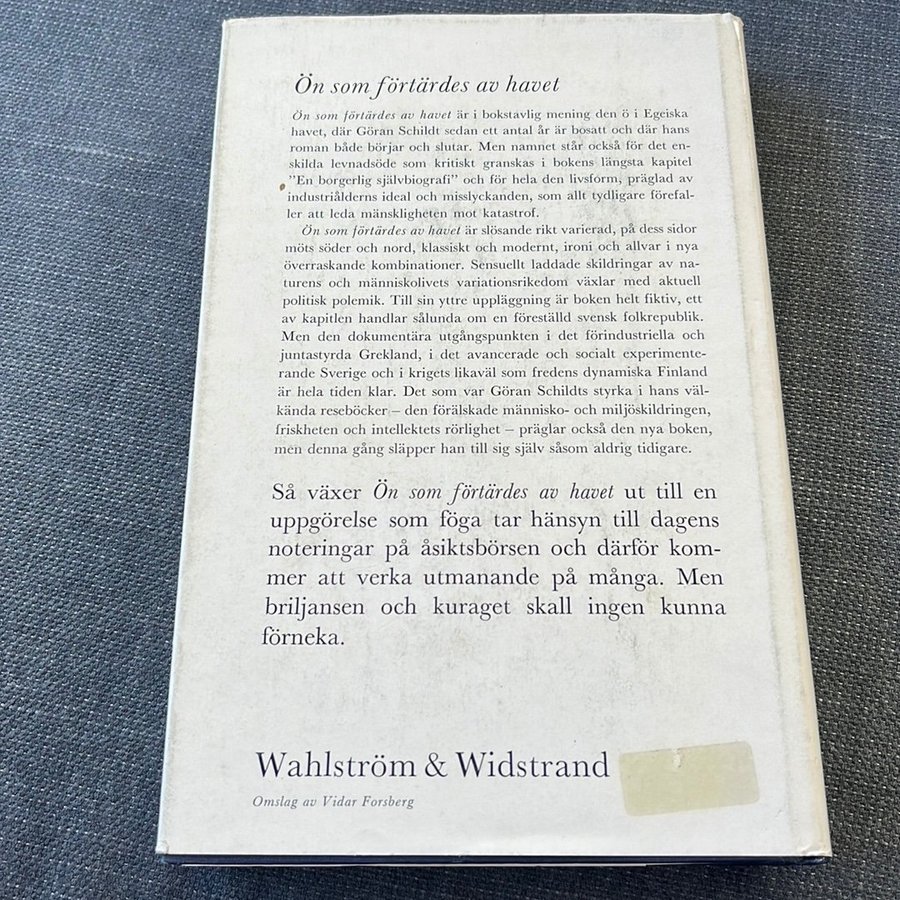 Ön som förtärdes av havet
Ön som förtärdes av havet är i bokstavlig mening den ö i Egeiska
havet, där Göran Schildt sedan ett antal år är bosatt och där hans
roman både börjar och slutar. Men namnet står också för det en-
skilda levnadsöde som kritiskt granskas i bokens längsta kapitel
”En borgerlig självbiografi” och för hela den livsform, präglad av
industriålderns ideal och misslyckanden, som allt tydligare förefal-
ler att leda mänskligheten mot katastrof.
Ön som förtärdes av havet är slösande rikt varierad, på dess sidor
möts söder och nord, klassiskt och modernt, ironi och allvar i nya
överraskande kombinationer. Sensuellt laddade skildringar av na-
turens och människolivets variationsrikedom växlar med aktuell
politisk polemik. Till sin yttre uppläggning är boken helt fiktiv, ett
av kapitlen handlar sålunda om en föreställd svensk folkrepublik.
Men den dokumentära utgångspunkten i det förindustriella och
juntastyrda Grekland, i det avancerade och socialt experimente-
rande Sverige och i krigets likaväl som fredens dynamiska Finland
är hela tiden klar. Det som var Göran Schildts styrka i hans väl-
kända reseböcker – den förälskade människo- och miljöskildringen,
friskheten och intellektets rörlighet – präglar också den nya boken,
men denna gång släpper han till sig själv såsom aldrig tidigare.
Så växer Ön som förtärdes av havet ut till en
uppgörelse som föga tar hänsyn till dagens
noteringar på åsiktsbörsen och därför kom-
mer att verka utmanande på många. Men
briljansen och kuraget skall ingen kunna
förneka.
Wahlström & Widstrand
Omslag av Vidar Forsberg